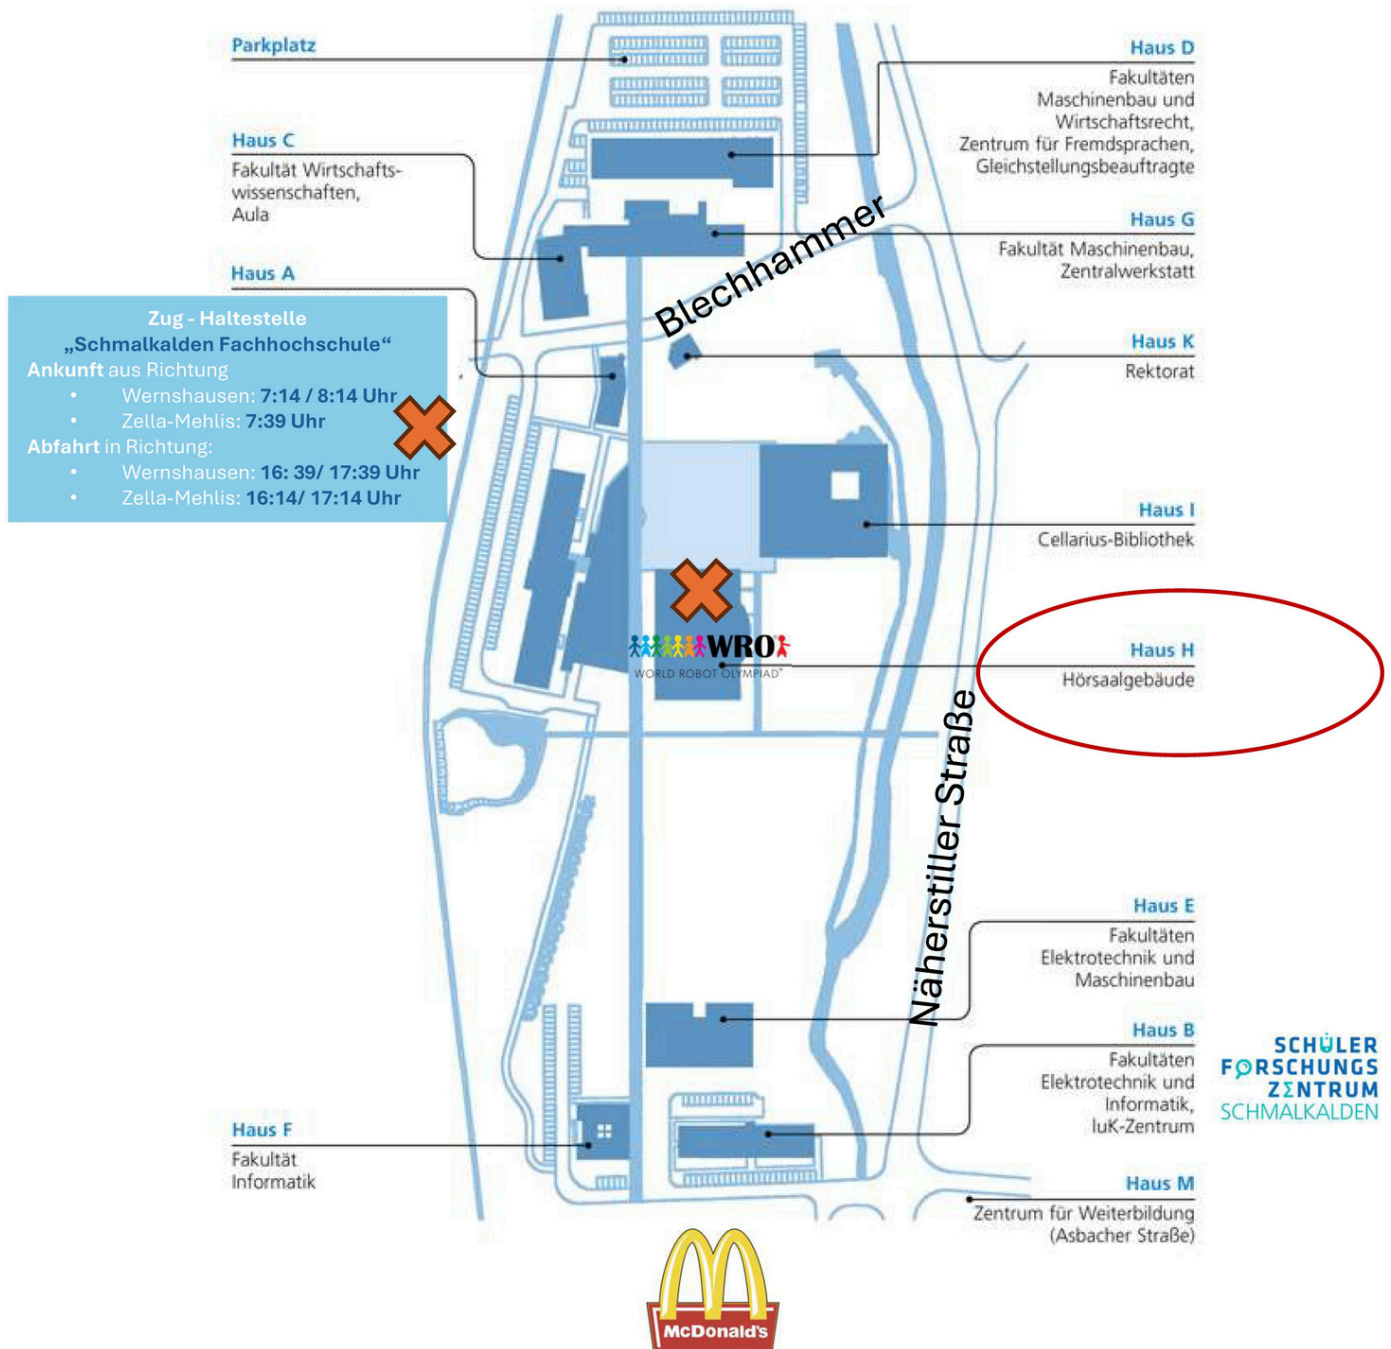 Parkplatz
Haus C
Fakultät Wirtschafts-
wissenschaften,
Aula
Haus A
Zug - Haltestelle
„Schmalkalden Fachhochschule“
Ankunft aus Richtung
• Wernshausen: 7:14 / 8:14 Uhr
• Zella-Mehlis: 7:39 Uhr
Abfahrt in Richtung:
• Wernshausen: 16: 39/ 17:39 Uhr
• Zella-Mehlis: 16:14/ 17:14 Uhr
Haus D
Fakultäten
Maschinenbau und
Wirtschaftsrecht,
Zentrum für Fremdsprachen,
Gleichstellungsbeauftragte
Haus G
Fakultät Maschinenbau,
Zentralwerkstatt
Blechhammer
Haus K
Rektorat
Haus I
Cellarius-Bibliothek
WRO
WORLD ROBOT OLYMPIAD™
Haus H
Hörsaalgebäude
Näherstiller Straße
Haus E
Fakultäten
Elektrotechnik und
Maschinenbau
Haus B
Fakultäten
Elektrotechnik und
Informatik,
IuK-Zentrum
SCHÜLER
FORSCHUNGS
ZENTRUM
SCHMALKALDEN
Haus F
Fakultät
Informatik
Haus M
Zentrum für Weiterbildung
(Asbacher Straße)
McDonald's